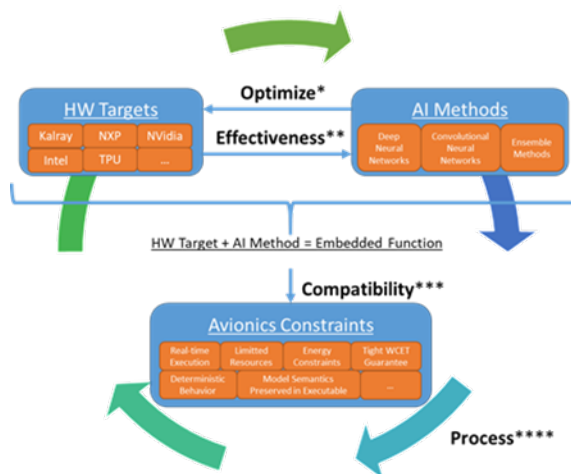 Optimize*
HW Targets
AI Methods
Kalray
NXP
NVidia
Intel
TPU
...
Effectiveness**
Deep
Neural
Networks
Convolutional
Neural
Networks
Ensemble
Methods
HW Target + AI Method = Embedded Function
Compatibility***
Avionics Constraints
Real-time
Execution
Limitted
Resources
Energy
Constraints
Tight WCET
Guarantee
Deterministic
Behavior
Model Semantics
Preserved in Executable
...
Process****